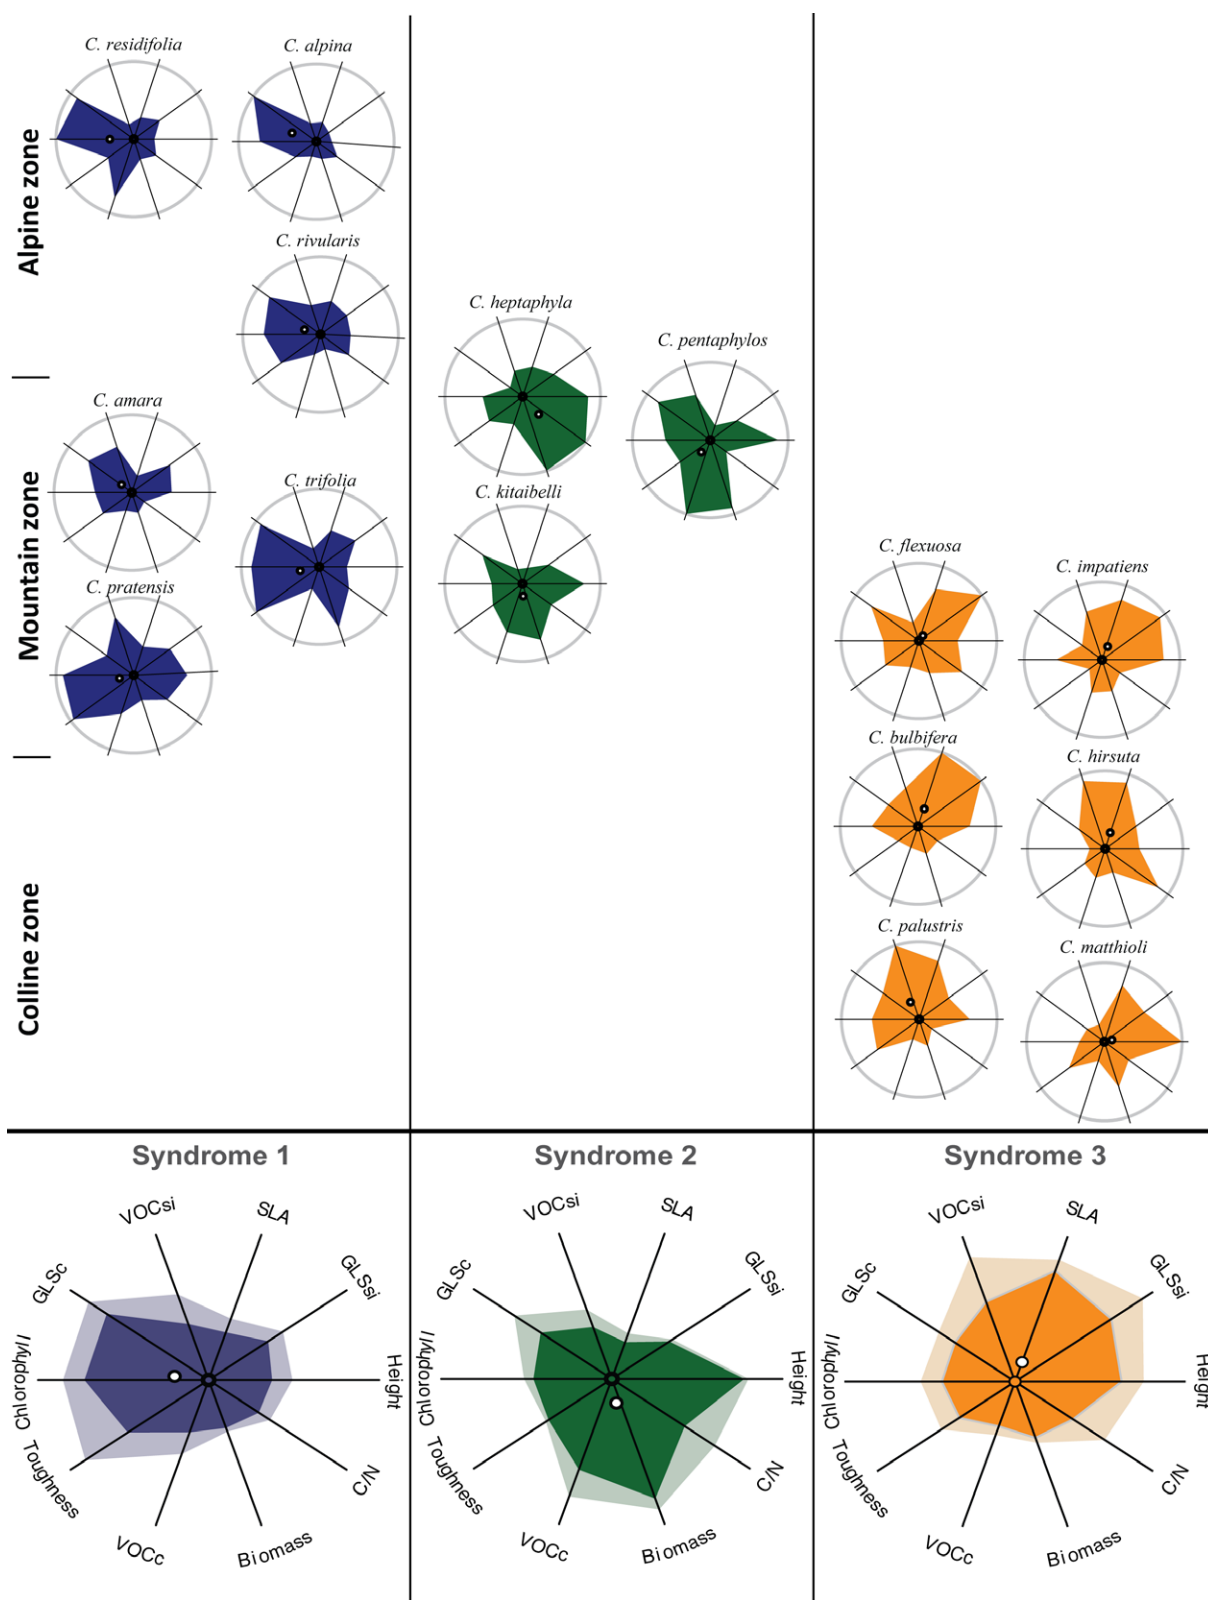 C. residifolia
C. alpina
Alpine zone
C. rivularis
C. heptaphyla
C. pentaphylos
C. amara
Mountain zone
C. trifolia
C. kitaibelli
C. pratensis
C. flexuosa
C. impatiens
C. bulbifera
C. hirsuta
Colline zone
C. palustris
C. matthioli
Syndrome 1
Syndrome 2
Syndrome 3
VOCsi
SLA
GLSc
GLSsi
Chlorophyll
Height
Toughness
C/N
VOCc
Biomass
VOCsi
SLA
GLSc
GLSsi
Chlorophyll
Height
Toughness
C/N
VOCc
Biomass
VOCsi
SLA
GLSc
GLSsi
Chlorophyll
Height
Toughness
C/N
VOCc
Biomass